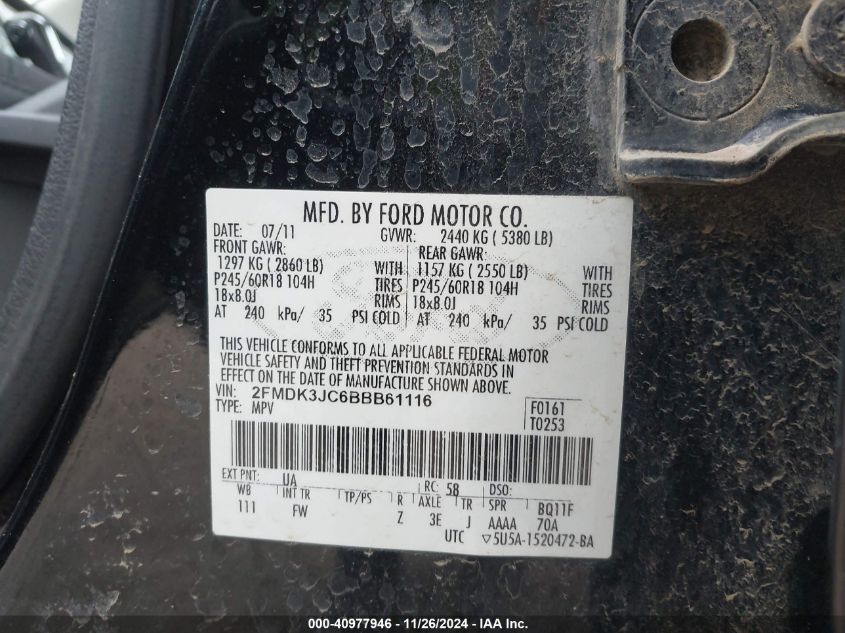 MFD. BY FORD MOTOR CO.
DATE: 07/11 GVWR: 2440 KG ( 5380 LB)
FRONT GAWR: REAR GAWR:
1297 KG ( 2860 LB) WITH 1157 KG ( 2550 LB) WITH
P245/60R18 104H TIRES P245/60R18 104H TIRES
18x8.0J RIMS 18x8.0J RIMS
AT 240 kPa/ 35 PSI COLD AT 240 kPa/ 35 PSI COLD
THIS VEHICLE CONFORMS TO ALL APPLICABLE FEDERAL MOTOR
VEHICLE SAFETY AND THEFT PREVENTION STANDARDS IN
EFFECT ON THE DATE OF MANUFACTURE SHOWN ABOVE.
VIN: 2FMDK3JC6BBB61116
TYPE: MPV
F0161
T0253
EXT PNT: UA RC: 58 DSO:
WB INT TR TP/PS R AXLE TR SPR BQ11F
111 FW Z 3E J AAAA 70A
UTC ▽5U5A-1520472-BA
000-40977946 - 11/26/2024 - IAA Inc.